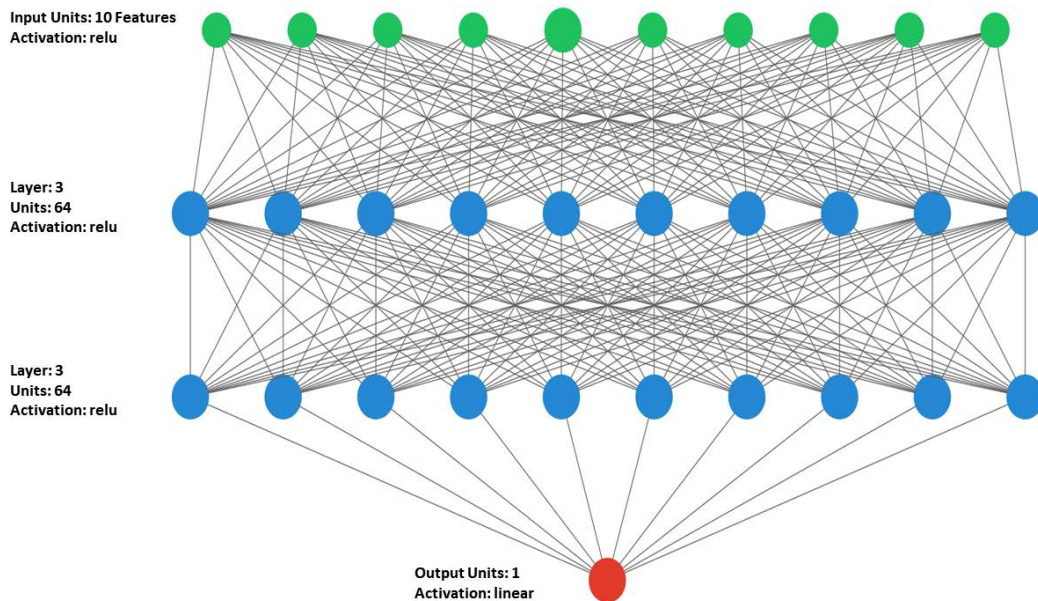 Input Units: 10 Features
Activation: relu
Layer: 3
Units: 64
Activation: relu
Layer: 3
Units: 64
Activation: relu
Output Units: 1
Activation: linear